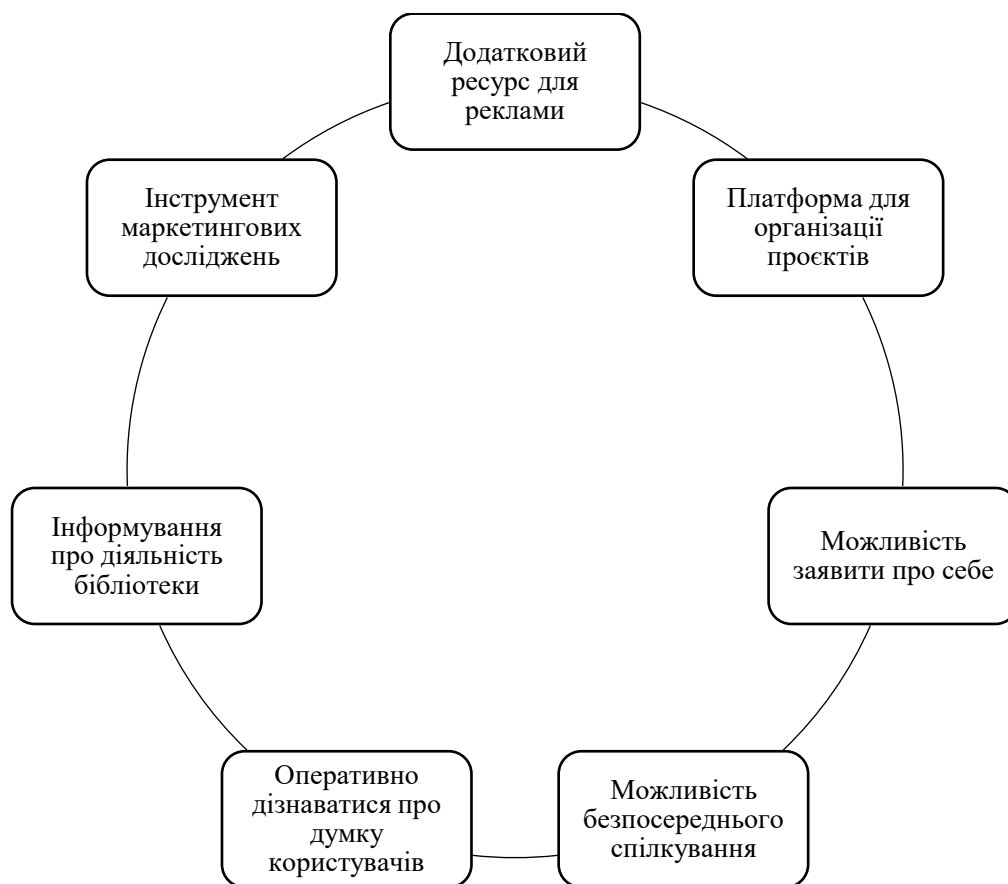 Додатковий
ресурс для
реклами
Платформа для
організації
проєктів
Можливість
заявити про себе
Можливість
безпосереднього
спілкування
Оперативно
дізнаватися про
думку
користувачів
Інформування
про діяльність
бібліотеки
Інструмент
маркетингових
досліджень